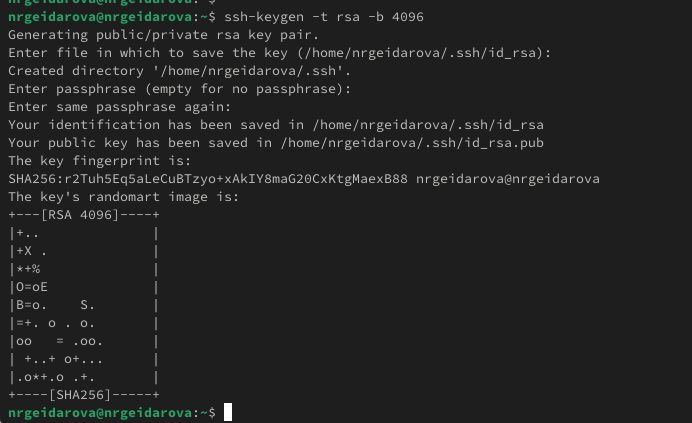 nrgeidarova@nrgeidarova:~$ ssh-keygen -t rsa -b 4096
Generating public/private rsa key pair.
Enter file in which to save the key (/home/nrgeidarova/.ssh/id_rsa):
Created directory '/home/nrgeidarova/.ssh'.
Enter passphrase (empty for no passphrase):
Enter same passphrase again:
Your identification has been saved in /home/nrgeidarova/.ssh/id_rsa
Your public key has been saved in /home/nrgeidarova/.ssh/id_rsa.pub
The key fingerprint is:
SHA256:r2Tuh5Eq5aLeCuBTzyo+xAkIY8maG20CxKtgMaexB88 nrgeidarova@nrgeidarova
The key's randomart image is:
+---[RSA 4096]----+
|+..              |
|+X .             |
|*+%              |
|O=oE             |
|B=o.    S.       |
|=+. o . o.       |
|oo   = .oo.      |
| +..+ o+...      |
|.o*+.o .+.       |
+----[SHA256]-----+
nrgeidarova@nrgeidarova:~$